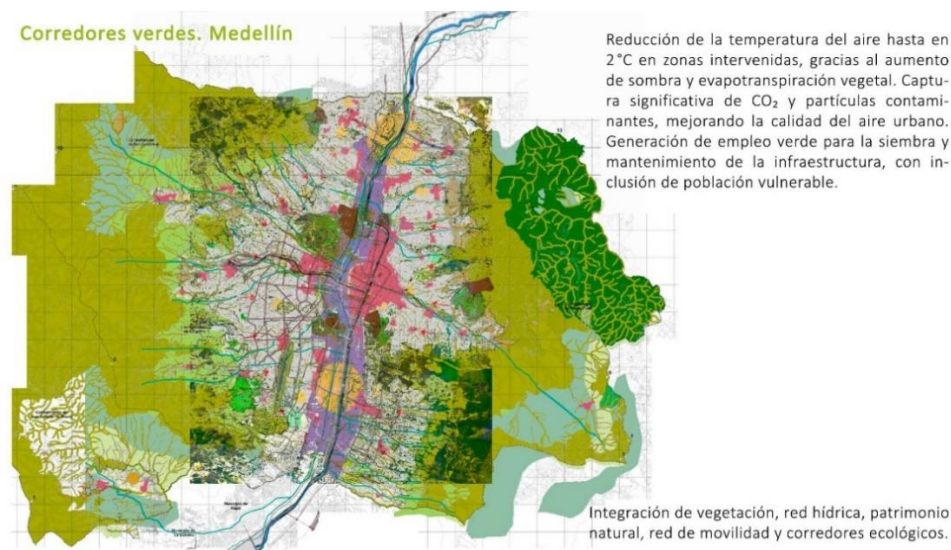 Corredores verdes. Medellín
Reducción de la temperatura del aire hasta en
2°C en zonas intervenidas, gracias al aumento
de sombra y evapotranspiración vegetal. Captu-
ra significativa de CO₂ y partículas contami-
nantes, mejorando la calidad del aire urbano.
Generación de empleo verde para la siembra y
mantenimiento de la infraestructura, con in-
clusión de población vulnerable.
Integración de vegetación, red hídrica, patrimonio
natural, red de movilidad y corredores ecológicos.